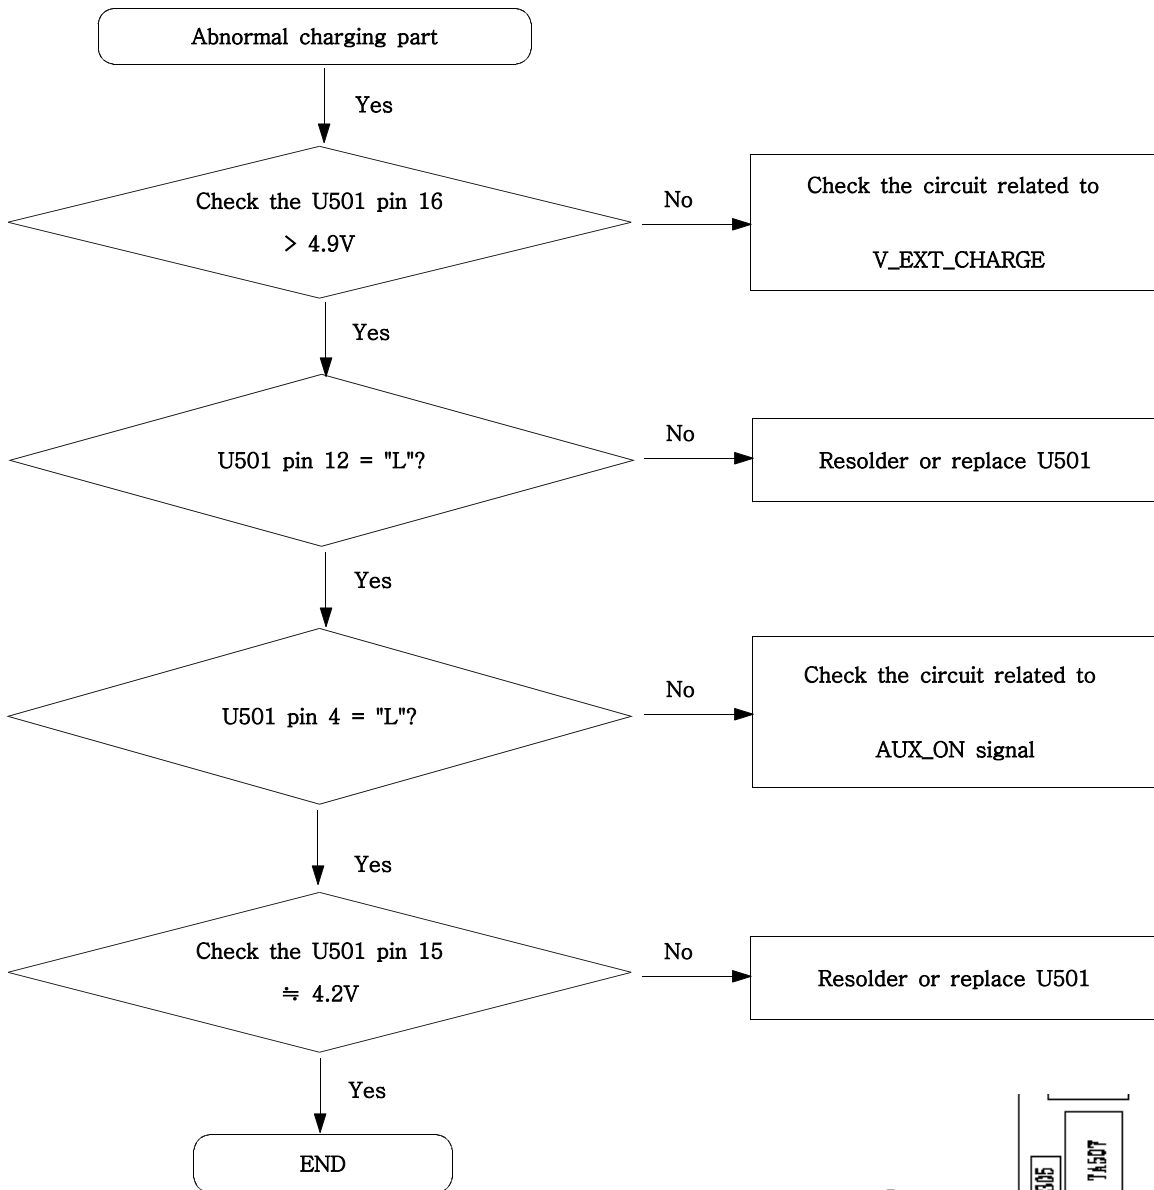 Abnormal charging part
Yes
Check the U501 pin 16
> 4.9V
No
Check the circuit related to
V_EXT_CHARGE
Yes
U501 pin 12 = "L"?
No
Resolder or replace U501
Yes
U501 pin 4 = "L"?
No
Check the circuit related to
AUX_ON signal
Yes
Check the U501 pin 15
≒ 4.2V
No
Resolder or replace U501
Yes
END
TA507